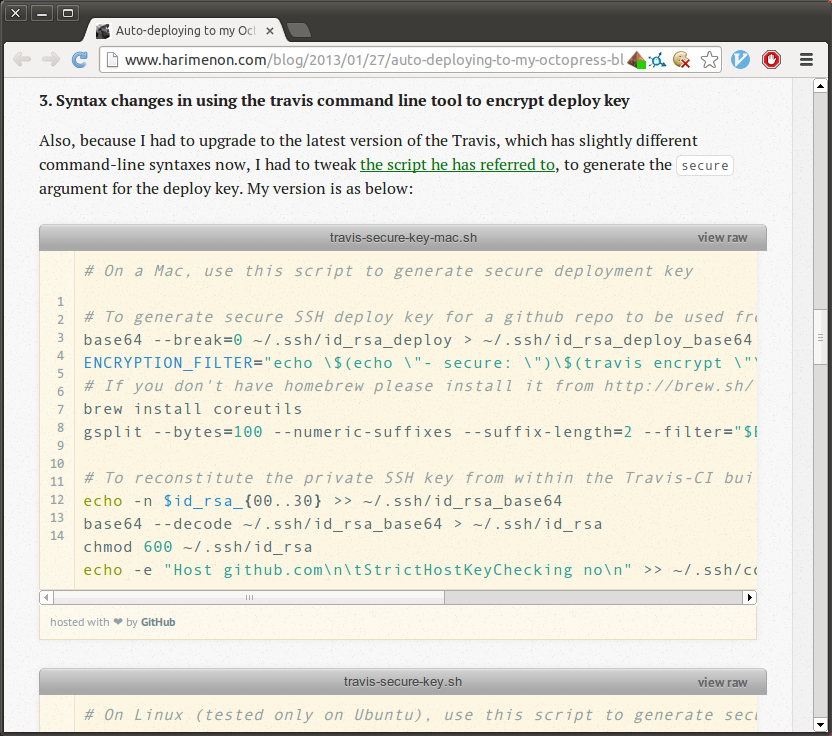 Auto-deploying to my Oct
www.harimenon.com/blog/2013/01/27/auto-deploying-to-my-octopress-bl
3. Syntax changes in using the travis command line tool to encrypt deploy key
Also, because I had to upgrade to the latest version of the Travis, which has slightly different
command-line syntaxes now, I had to tweak the script he has referred to, to generate the secure
argument for the deploy key. My version is as below:
travis-secure-key-mac.sh view raw
# On a Mac, use this script to generate secure deployment key
1
# To generate secure SSH deploy key for a github repo to be used fro
2
base64 --break=0 ~/.ssh/id_rsa_deploy > ~/.ssh/id_rsa_deploy_base64
3
ENCRYPTION_FILTER="echo \$(echo \"- secure: \")\$(travis encrypt \"\
4
5
# If you don't have homebrew please install it from http://brew.sh/
6
brew install coreutils
7
gsplit --bytes=100 --numeric-suffixes --suffix-length=2 --filter="$E
8
9
10
# To reconstitute the private SSH key from within the Travis-CI bui
11
echo -n $id_rsa_{00..30} >> ~/.ssh/id_rsa_base64
12
base64 --decode ~/.ssh/id_rsa_base64 > ~/.ssh/id_rsa
13
chmod 600 ~/.ssh/id_rsa
14
echo -e "Host github.com\n\tStrictHostKeyChecking no\n" >> ~/.ssh/co
hosted with ❤ by GitHub
travis-secure-key.sh view raw
# On Linux (tested only on Ubuntu), use this script to generate secu